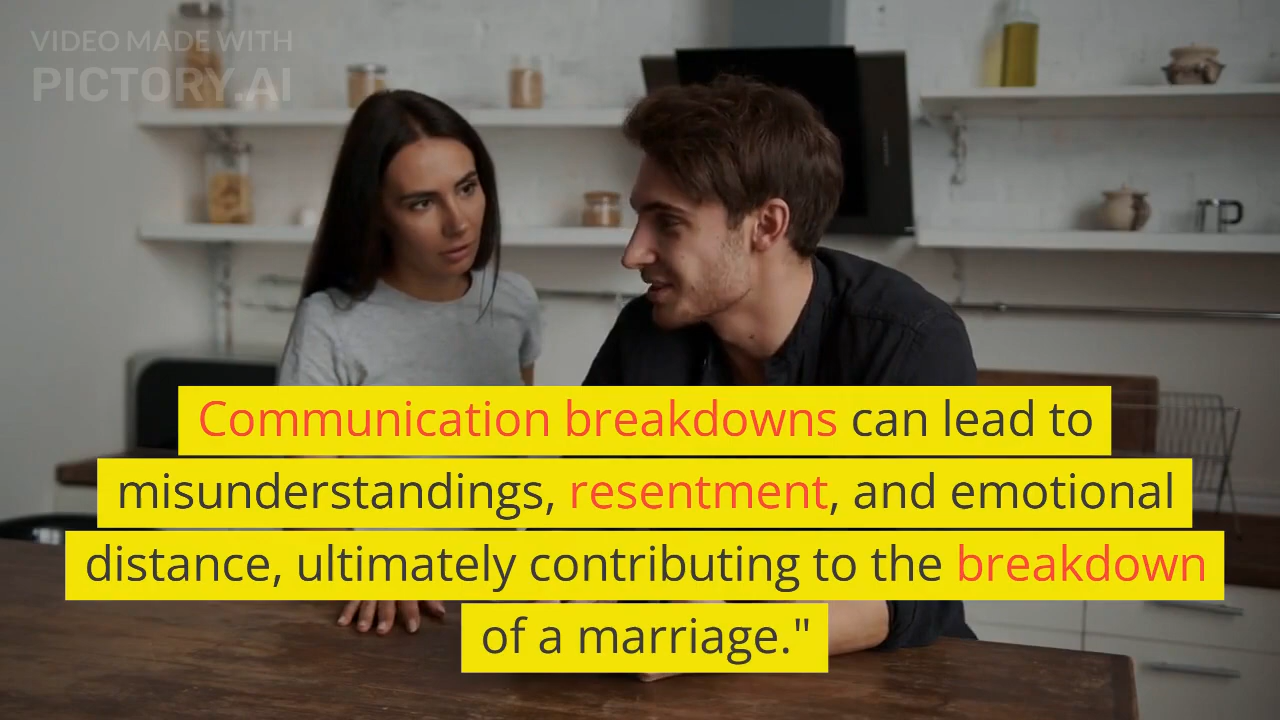 VIDEO MADE WITH
PICTORY.AI
Communication breakdowns can lead to
misunderstandings, resentment, and emotional
distance, ultimately contributing to the breakdown
of a marriage."